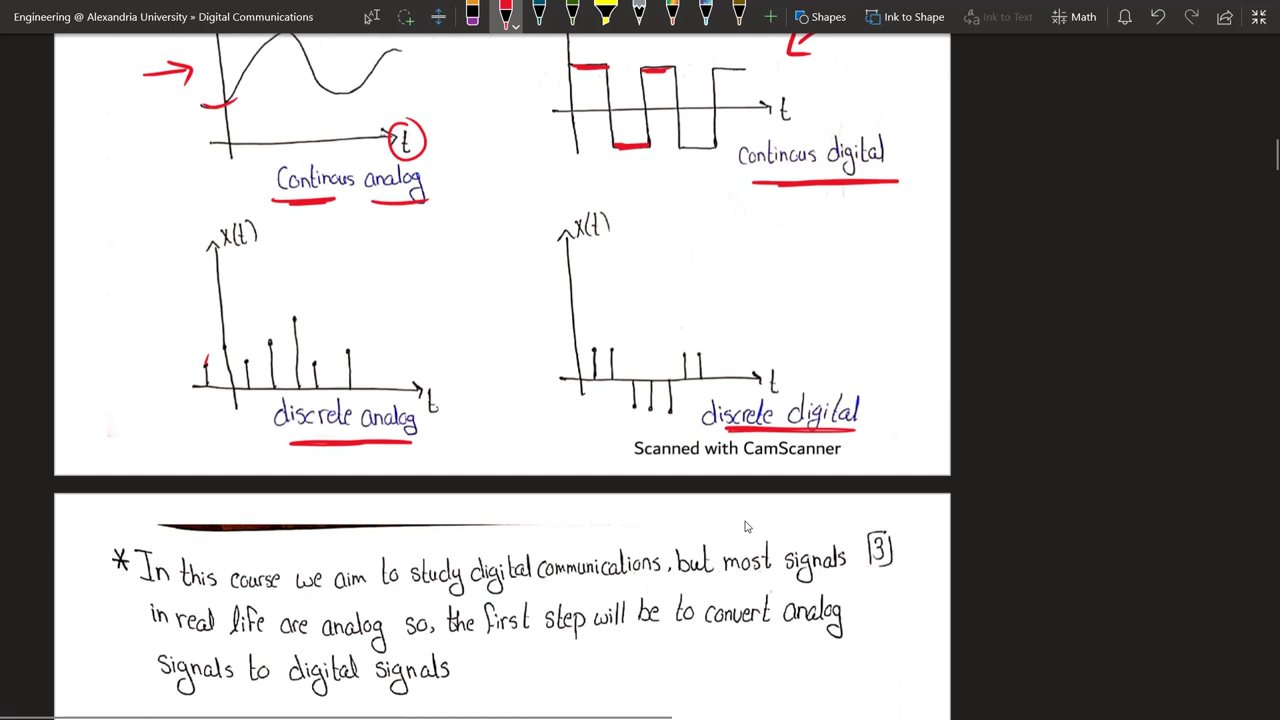 Engineering @ Alexandria University » Digital Communications
Shapes
Ink to Shape
Ink to Text
Math
t
t
Continous analog
Continous digital
x(t)
x(t)
t
t
discrete analog
discrete digital
Scanned with CamScanner
* In this course we aim to study digital communications, but most signals 3
in real life are analog so, the first step will be to convert analog
signals to digital signals